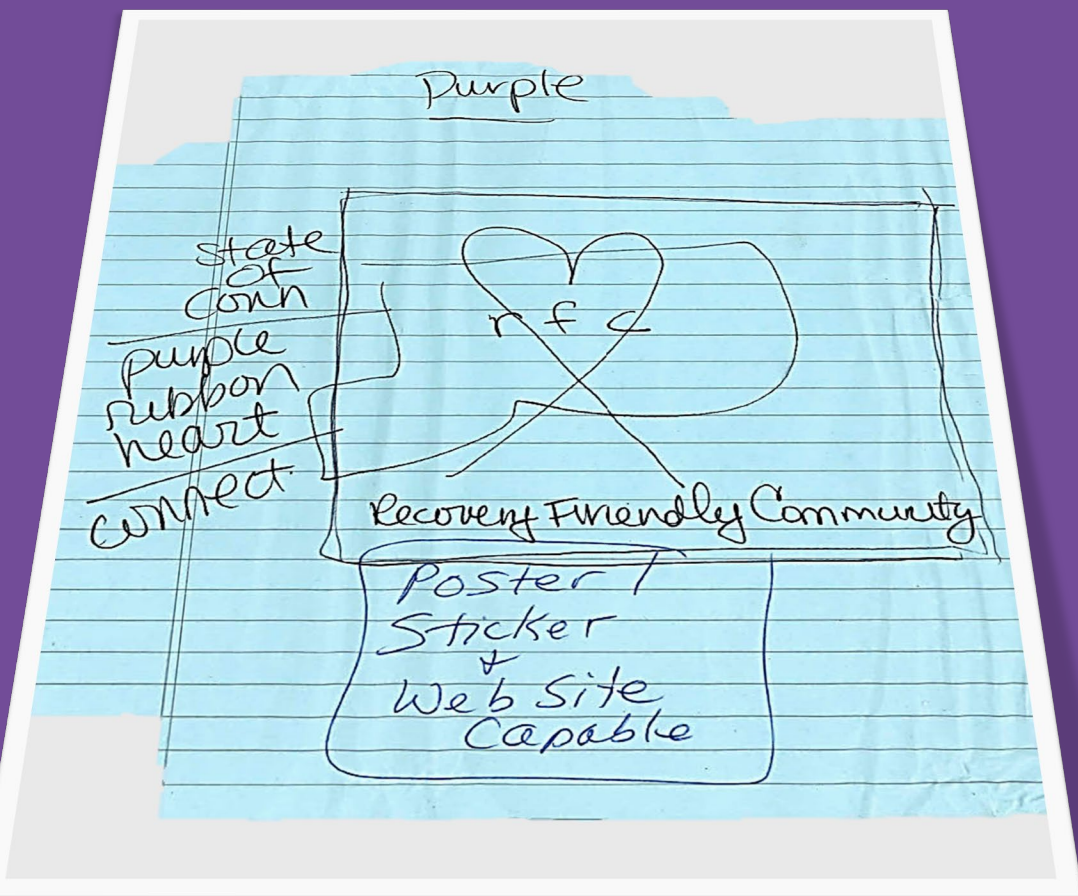 Purple
state
of
Conn
purple
ribbon
heart
connect
r f c
Recovery Friendly Community
Poster /
Sticker
+
Web Site
Capable